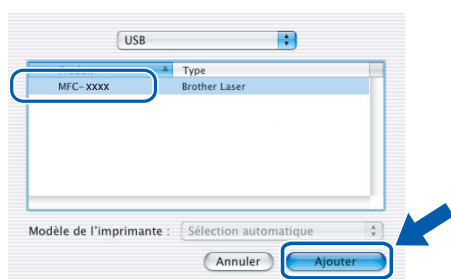 USB
Type
MFC-xxxx Brother Laser
Modèle de l'imprimante : Sélection automatique
Annuler Ajouter